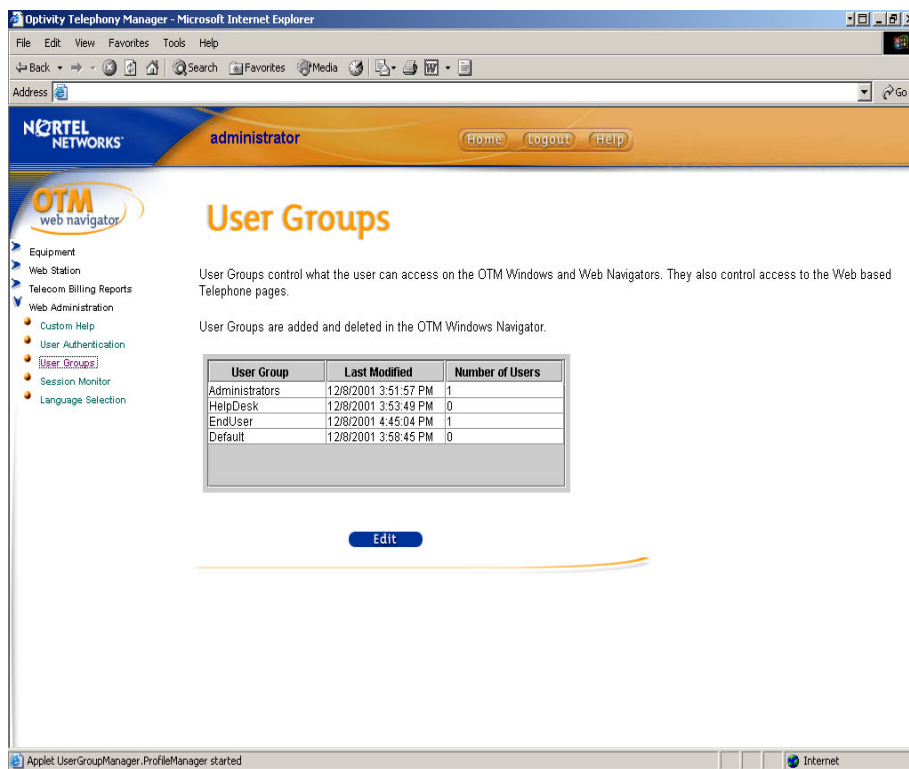 Optivity Telephony Manager - Microsoft Internet Explorer
File Edit View Favorites Tools Help
Back Search Favorites Media
Address Go
NORTEL NETWORKS
administrator
Home Logout Help
OTM
web navigator
User Groups
Equipment
Web Station
Telecom Billing Reports
Web Administration
Custom Help
User Authentication
User Groups
Session Monitor
Language Selection
User Groups control what the user can access on the OTM Windows and Web Navigators. They also control access to the Web based
Telephone pages.
User Groups are added and deleted in the OTM Windows Navigator.
User Group Last Modified Number of Users
Administrators 12/8/2001 3:51:57 PM 1
HelpDesk 12/8/2001 3:53:49 PM 0
EndUser 12/8/2001 4:45:04 PM 1
Default 12/8/2001 3:58:45 PM 0
Edit
Applet UserGroupManager.ProfileManager started Internet